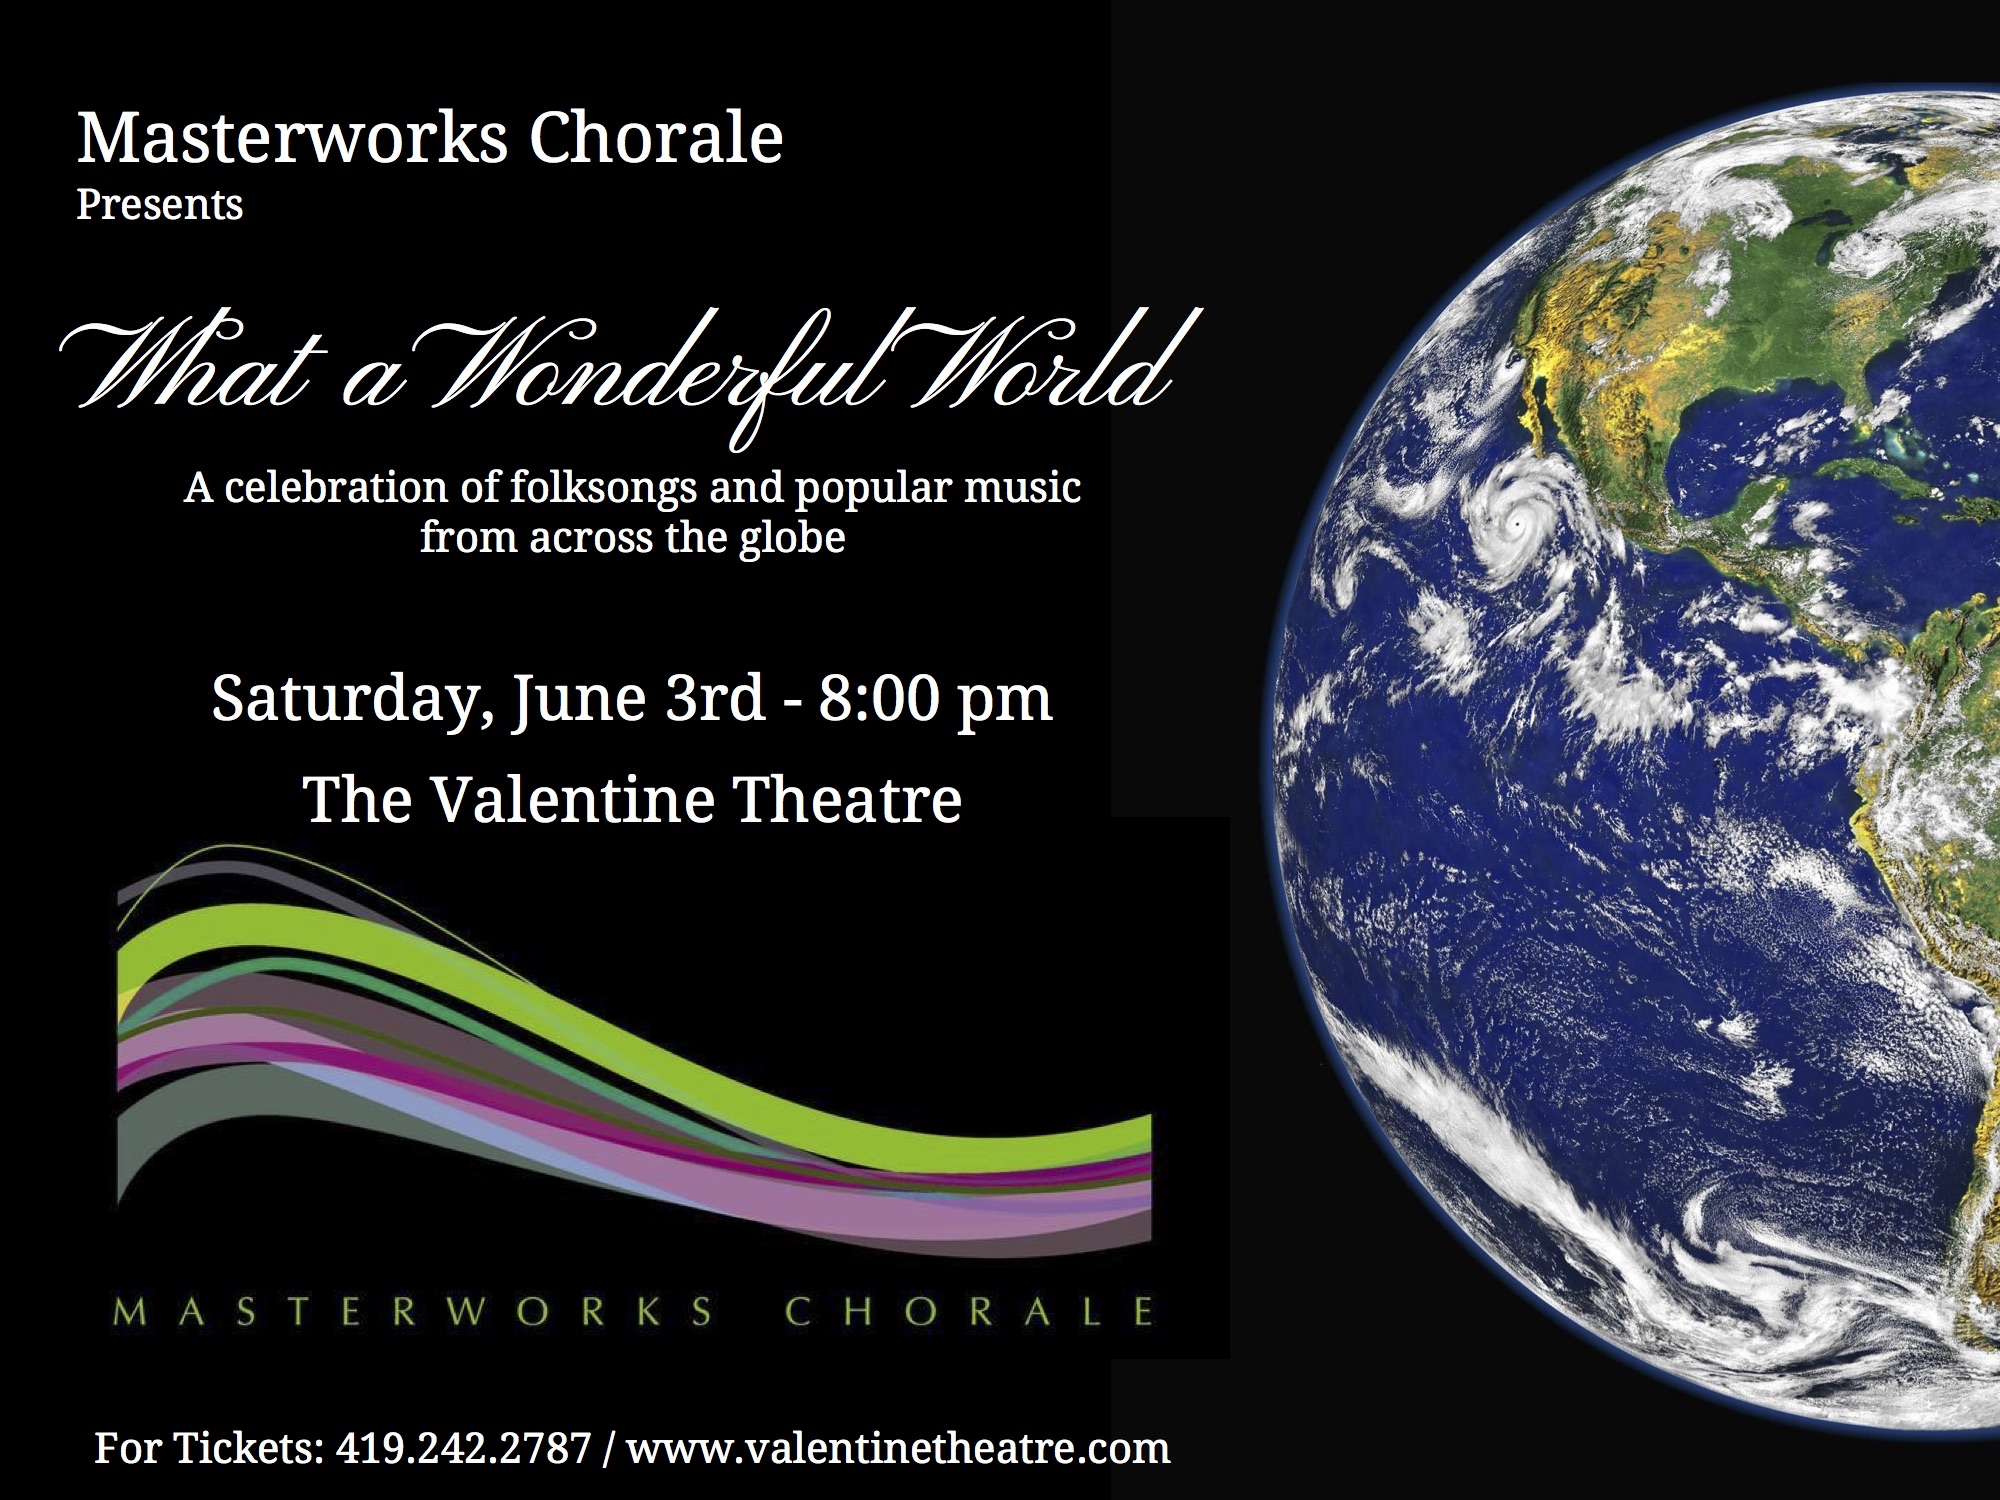 Masterworks Chorale
Presents
What a Wonderful World
A celebration of folksongs and popular music
from across the globe
Saturday, June 3rd - 8:00 pm
The Valentine Theatre
MASTERWORKS CHORALE
For Tickets: 419.242.2787 / www.valentinetheatre.com